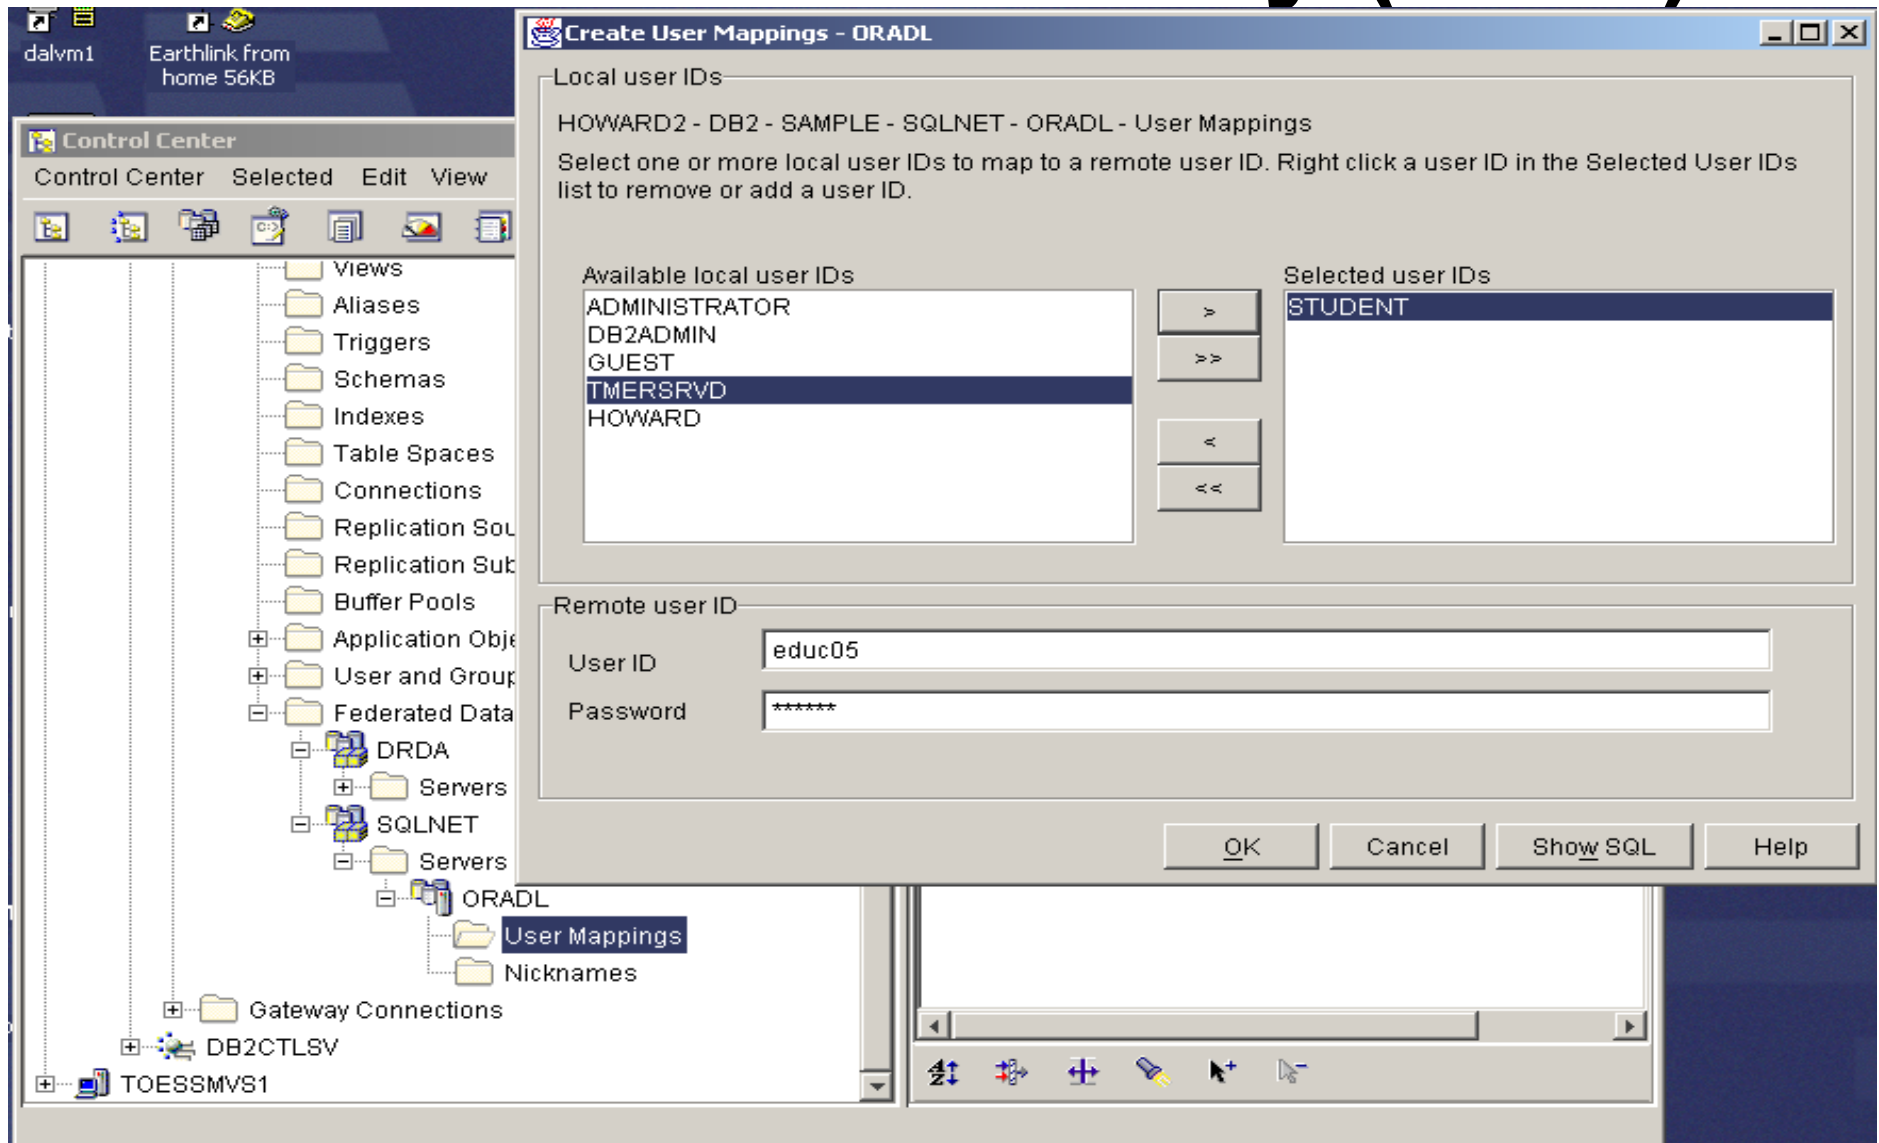 dalvm1
Earthlink from
home 56KB
Create User Mappings - ORADL
Local user IDs
HOWARD2 - DB2 - SAMPLE - SQLNET - ORADL - User Mappings
Select one or more local user IDs to map to a remote user ID. Right click a user ID in the Selected User IDs
list to remove or add a user ID.
Available local user IDs
ADMINISTRATOR
DB2ADMIN
GUEST
TMERSRVD
HOWARD
>
>>
<
<<
Selected user IDs
STUDENT
Remote user ID
User ID
educ05
Password
******
OK
Cancel
Show SQL
Help
Control Center
Control Center Selected Edit View
Views
Aliases
Triggers
Schemas
Indexes
Table Spaces
Connections
Replication Sou
Replication Sub
Buffer Pools
Application Obje
User and Group
Federated Data
DRDA
Servers
SQLNET
Servers
ORADL
User Mappings
Nicknames
Gateway Connections
DB2CTLSV
TOESSMVS1